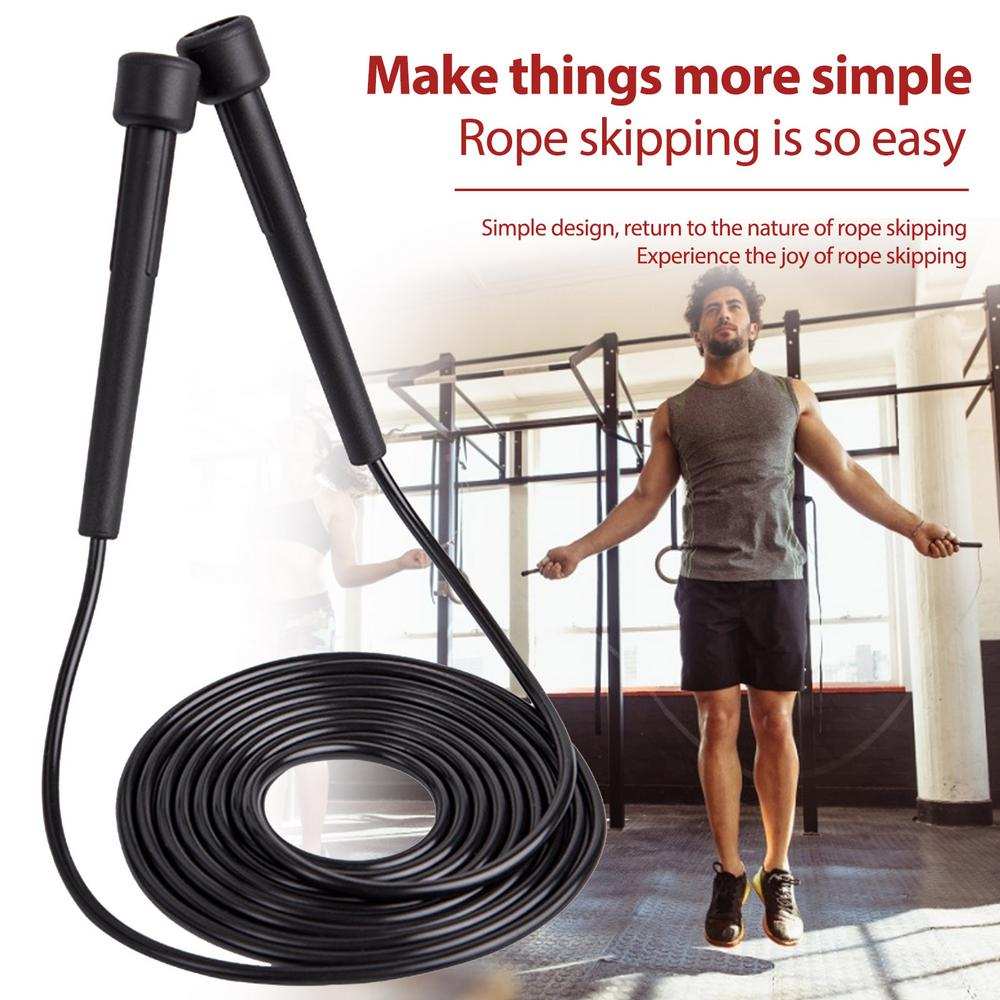 Make things more simple
Rope skipping is so easy
Simple design, return to the nature of rope skipping
Experience the joy of rope skipping